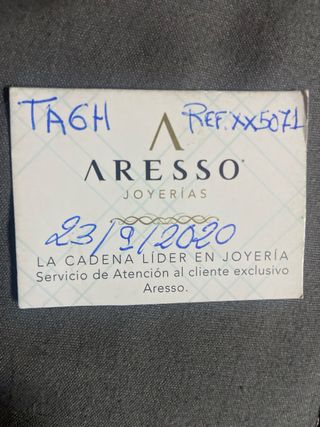 TAGH REF.xx5071
ARESSO
JOYERÍAS
23/9/2020
LA CADENA LÍDER EN JOYERÍA
Servicio de Atención al cliente exclusivo
Aresso.